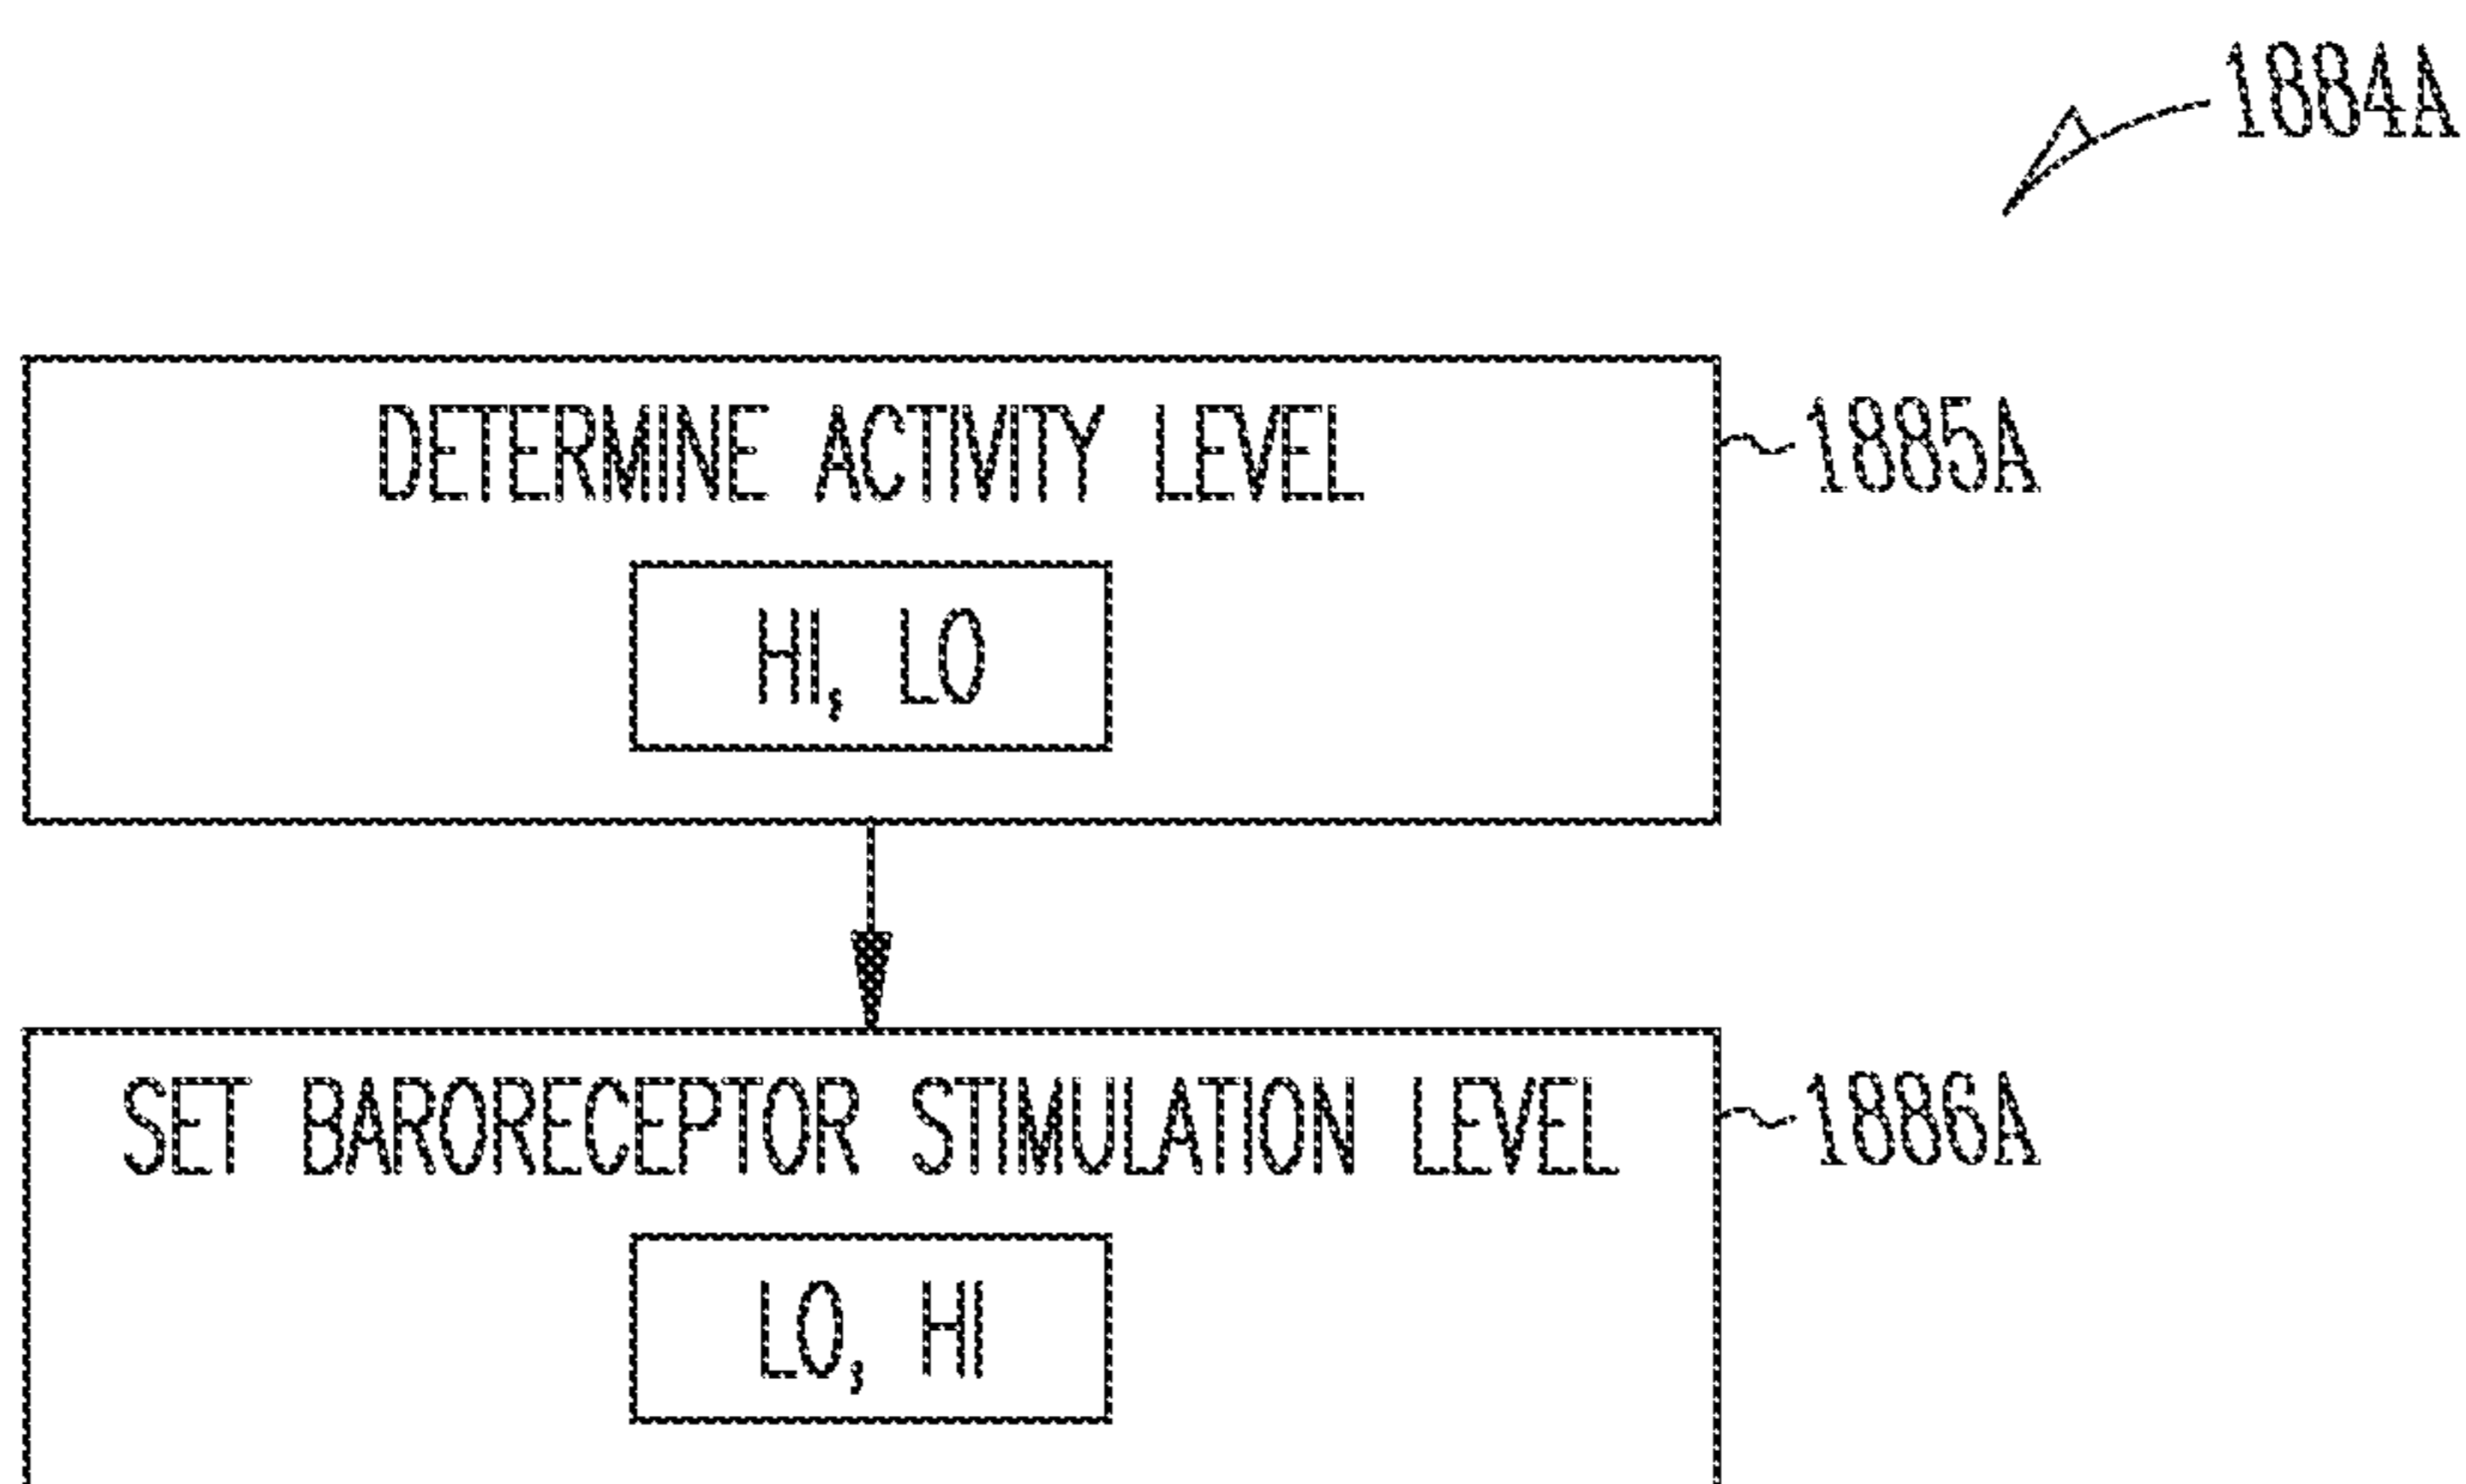 1884A
DETERMINE ACTIVITY LEVEL
1885A
HI, LO
SET BARORECEPTOR STIMULATION LEVEL
1886A
LO, HI